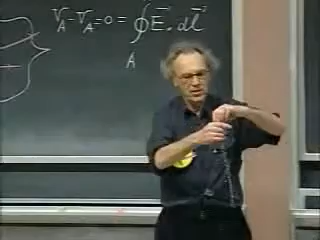 V_A - V_A = 0 = ∮ E⃗ . dl⃗
A